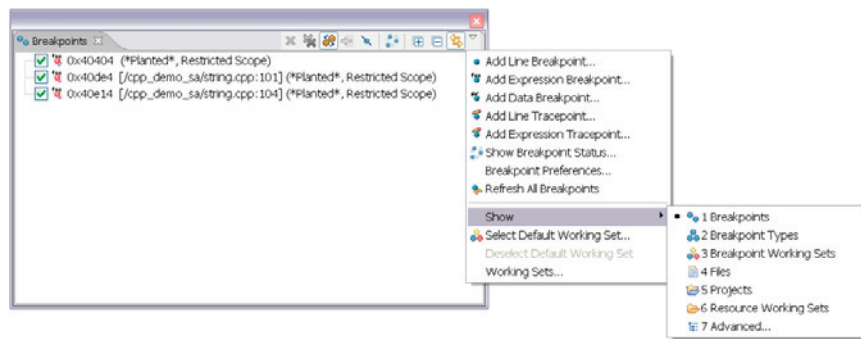 Breakpoints
0x40404 (*Planted*, Restricted Scope)
0x40de4 [/cpp_demo_sa/string.cpp:101] (*Planted*, Restricted Scope)
0x40e14 [/cpp_demo_sa/string.cpp:104] (*Planted*, Restricted Scope)
Add Line Breakpoint...
Add Expression Breakpoint...
Add Data Breakpoint...
Add Line Tracepoint...
Add Expression Tracepoint...
Show Breakpoint Status...
Breakpoint Preferences...
Refresh All Breakpoints
Show
Select Default Working Set...
Deselect Default Working Set
Working Sets...
1 Breakpoints
2 Breakpoint Types
3 Breakpoint Working Sets
4 Files
5 Projects
6 Resource Working Sets
7 Advanced...